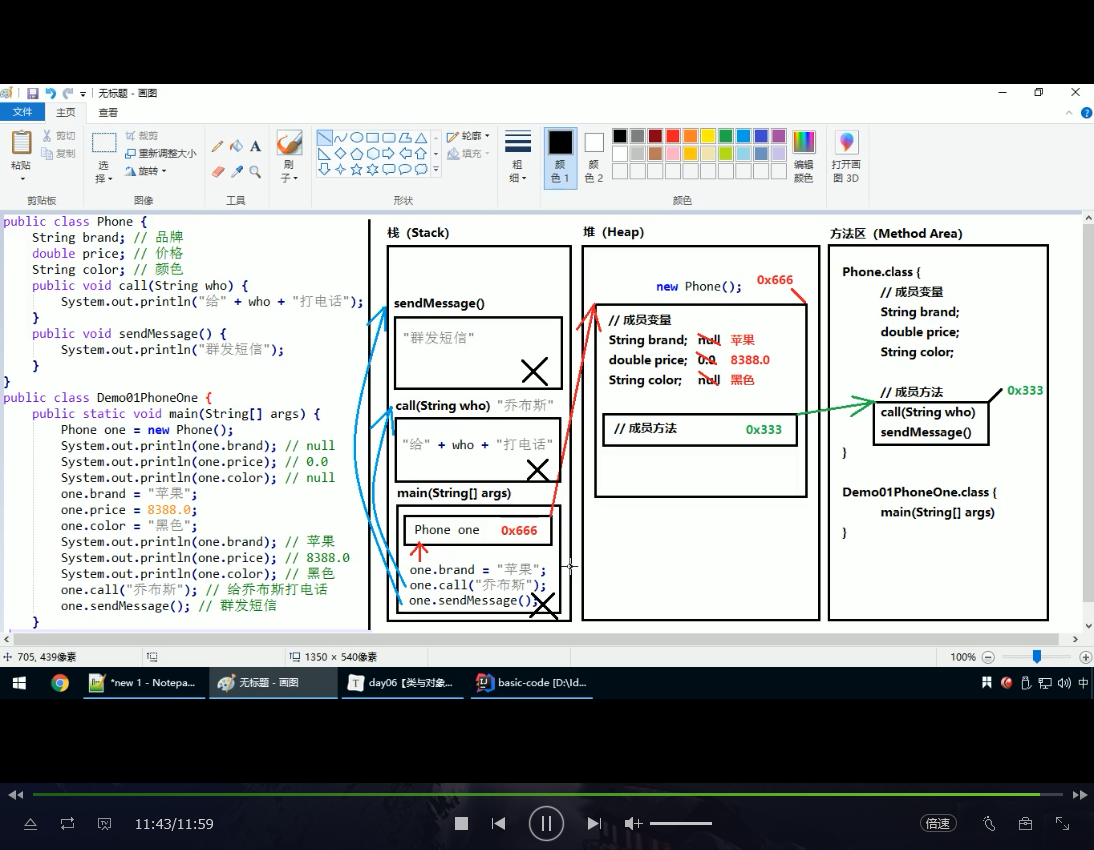 无标题 - 画图
文件 主页 查看
粘贴
剪切
复制
剪贴板
选择
裁剪
重新调整大小
旋转
图像
A
工具
刷子
轮廓
填充
形状
粗细
颜色 1
颜色 2
编辑颜色
颜色
打开画图 3D
public class Phone {
String brand; // 品牌
double price; // 价格
String color; // 颜色
public void call(String who) {
System.out.println("给" + who + "打电话");
}
public void sendMessage() {
System.out.println("群发短信");
}
}
public class Demo01PhoneOne {
public static void main(String[] args) {
Phone one = new Phone();
System.out.println(one.brand); // null
System.out.println(one.price); // 0.0
System.out.println(one.color); // null
one.brand = "苹果";
one.price = 8388.0;
one.color = "黑色";
System.out.println(one.brand); // 苹果
System.out.println(one.price); // 8388.0
System.out.println(one.color); // 黑色
one.call("乔布斯"); // 给乔布斯打电话
one.sendMessage(); // 群发短信
}
栈（Stack）
sendMessage()
"群发短信"
call(String who) "乔布斯"
"给" + who + "打电话"
main(String[] args)
Phone one 0x666
one.brand = "苹果";
one.call("乔布斯");
one.sendMessage();
堆（Heap）
new Phone(); 0x666
// 成员变量
String brand; null 苹果
double price; 0.0 8388.0
String color; null 黑色
// 成员方法 0x333
方法区（Method Area）
Phone.class {
// 成员变量
String brand;
double price;
String color;
// 成员方法 0x333
call(String who)
sendMessage()
}
Demo01PhoneOne.class {
main(String[] args)
}
705, 439像素
1350 × 540像素
100%
*new 1 - Notepa...
无标题 - 画图
T day06【类与对象...
basic-code [D:\Id...
中
11:43/11:59
倍速